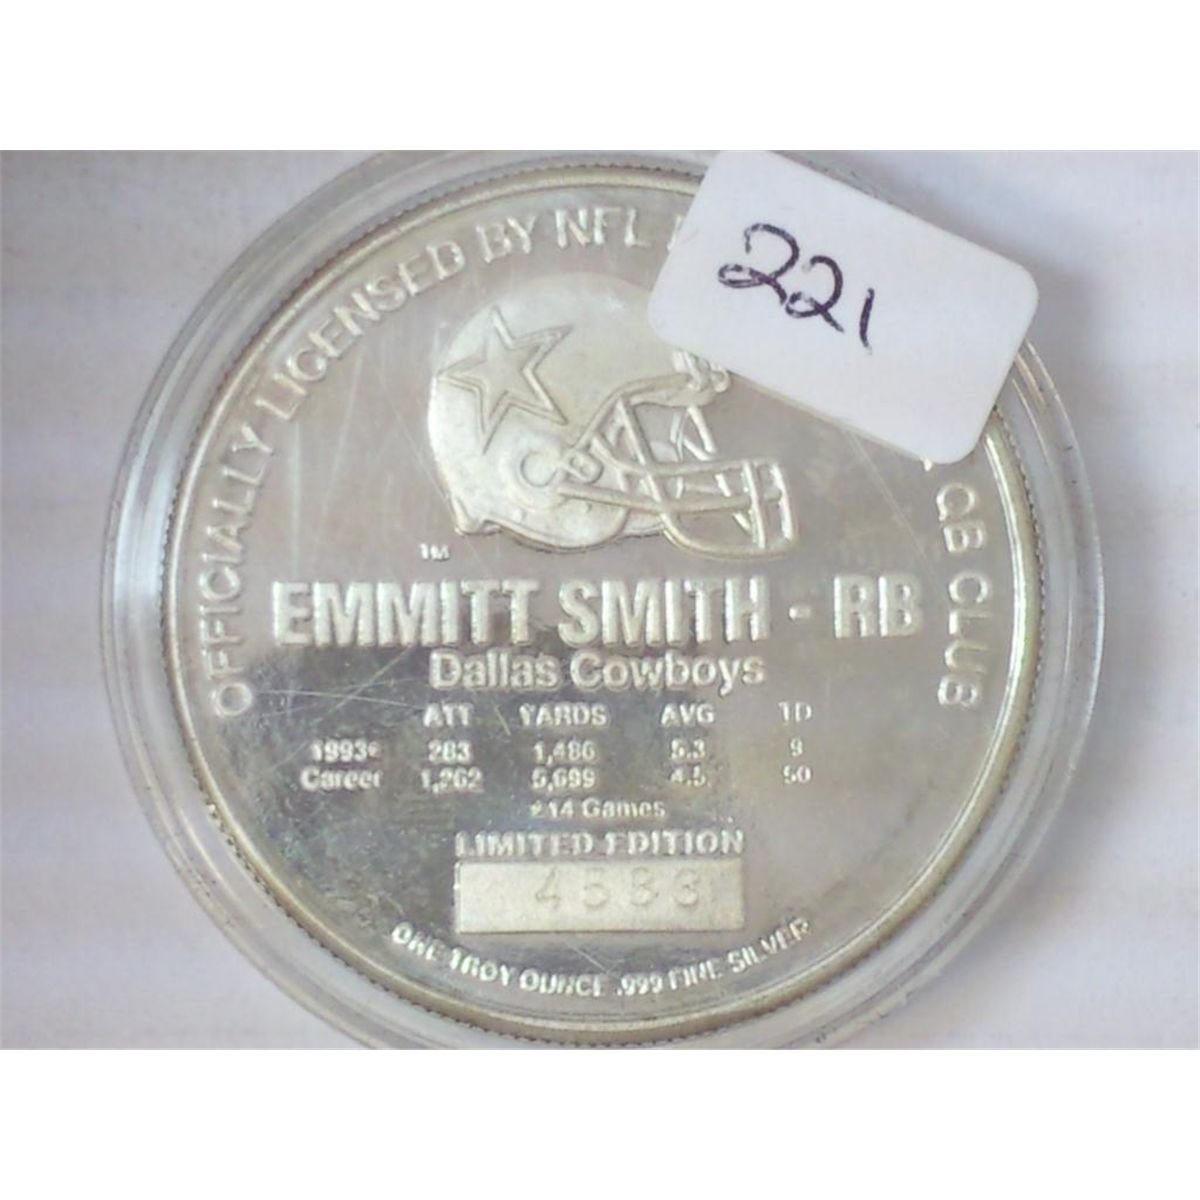 OFFICIALLY LICENSED BY NFL
QB CLUB
221
TM
EMMITT SMITH - RB
Dallas Cowboys
ATT YARDS AVG TD
1993* 283 1,486 5.3 9
Career 1,262 5,699 4.5 50
*14 Games
LIMITED EDITION
4583
ONE TROY OUNCE .999 FINE SILVER